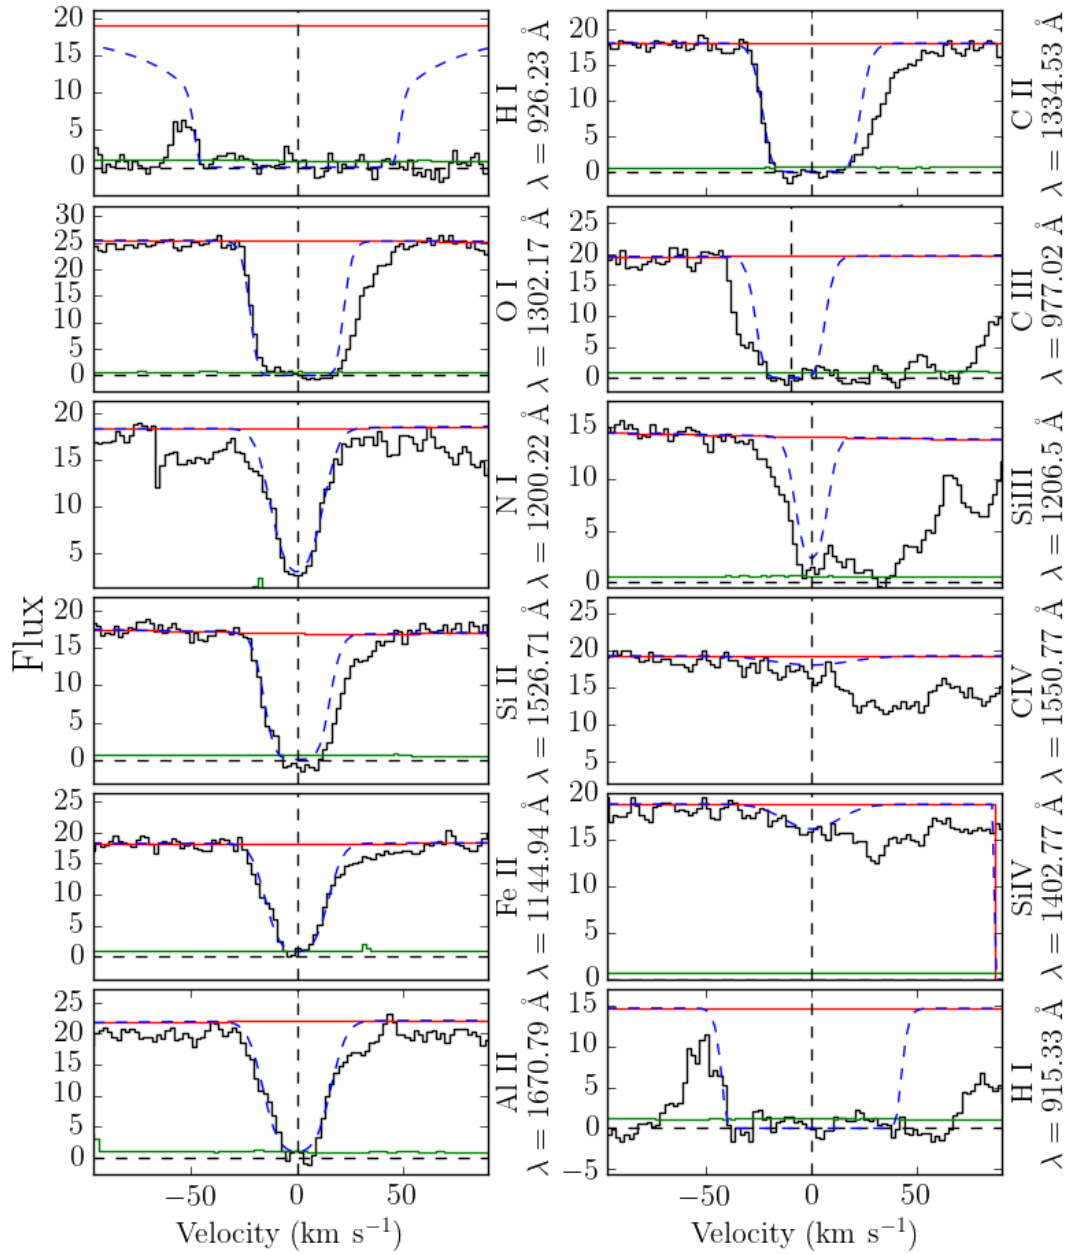 Flux
20
15
10
5
0
H I
λ = 926.23 Å
20
15
10
5
0
C II
λ = 1334.53 Å
30
25
20
15
10
5
0
O I
λ = 1302.17 Å
25
20
15
10
5
0
C III
λ = 977.02 Å
20
15
10
5
N I
λ = 1200.22 Å
15
10
5
0
SiIII
λ = 1206.5 Å
20
15
10
5
0
Si II
λ = 1526.71 Å
25
20
15
10
5
CIV
λ = 1550.77 Å
25
20
15
10
5
0
Fe II
λ = 1144.94 Å
20
15
10
5
0
SiIV
λ = 1402.77 Å
25
20
15
10
5
0
Al II
λ = 1670.79 Å
15
10
5
0
−5
H I
λ = 915.33 Å
−50 0 50
Velocity (km s⁻¹)
−50 0 50
Velocity (km s⁻¹)